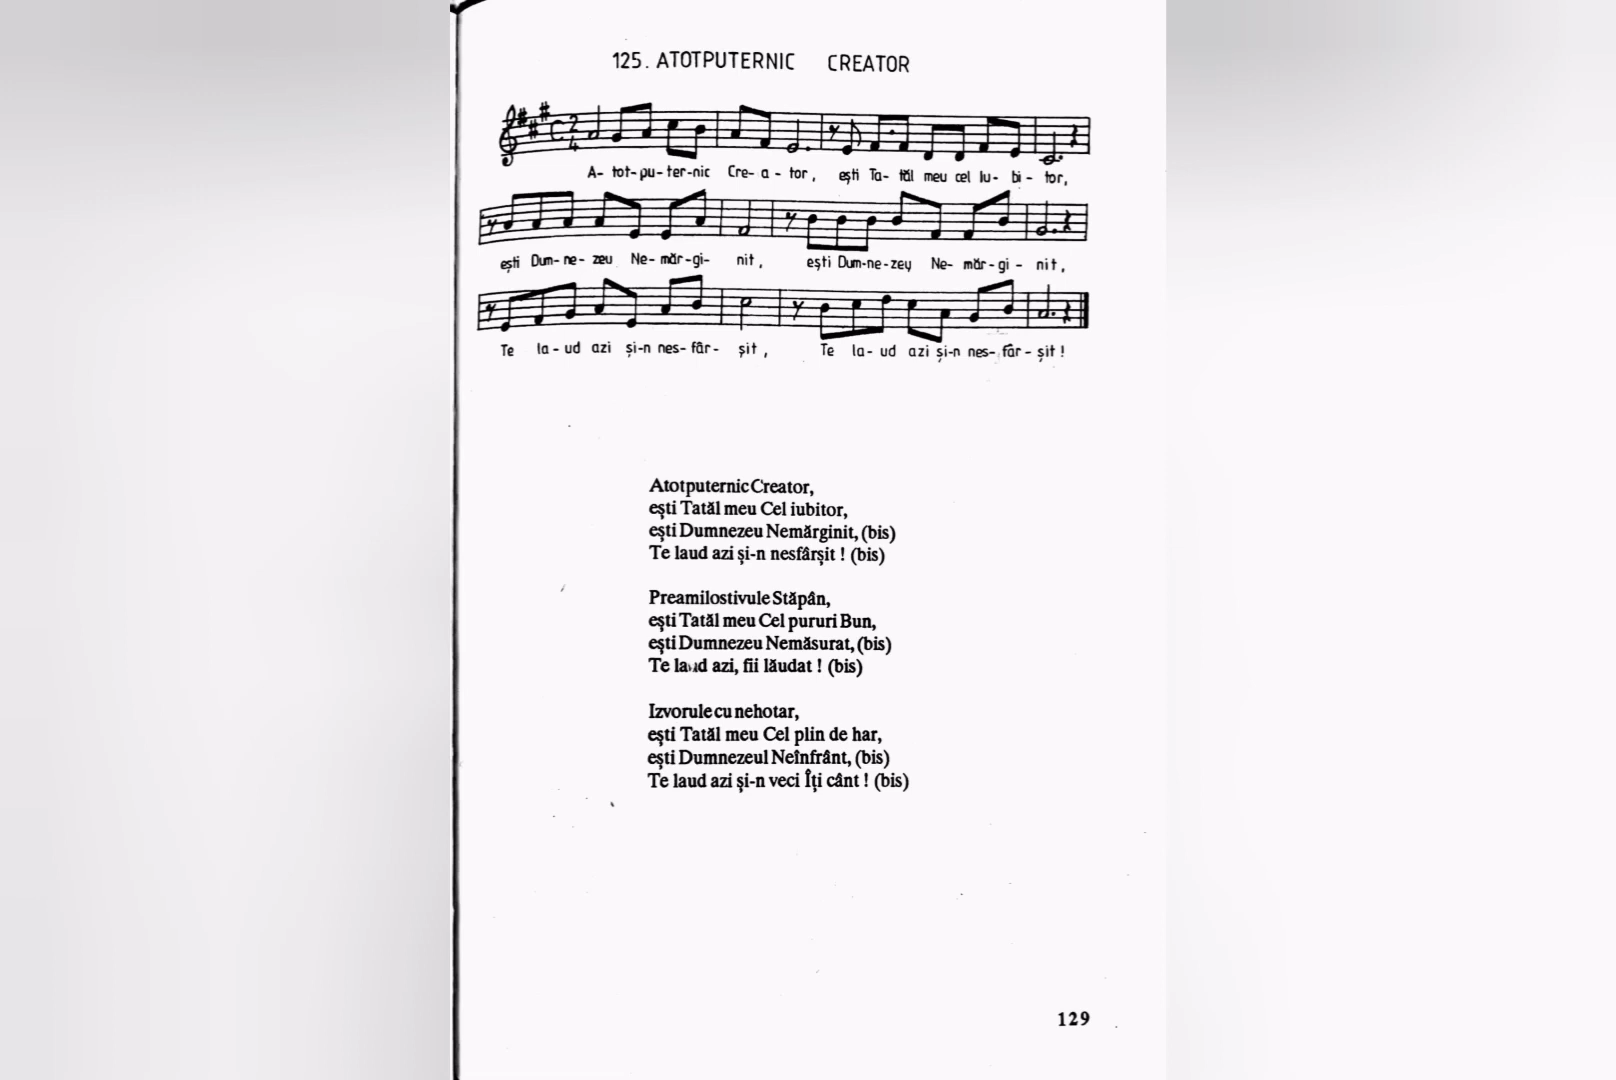 125. ATOTPUTERNIC CREATOR
A- tot-pu-ter-nic Cre- a - tor, ești Ta- tăl meu cel Iu- bi - tor,
ești Dum- ne- zeu Ne- măr-gi- nit, ești Dum-ne-zey Ne- măr-gi - nit,
Te la- ud azi și-n nes- fâr- șit, Te la- ud azi și-n nes- fâr- șit!
Atotputernic Creator,
ești Tatăl meu Cel iubitor,
ești Dumnezeu Nemărginit, (bis)
Te laud azi și-n nesfârșit ! (bis)
Preamilostivule Stăpân,
ești Tatăl meu Cel pururi Bun,
ești Dumnezeu Nemăsurat, (bis)
Te laud azi, fii lăudat ! (bis)
Izvorule cu nehotar,
ești Tatăl meu Cel plin de har,
ești Dumnezeul Neînfrânt, (bis)
Te laud azi și-n veci Îți cânt ! (bis)
129